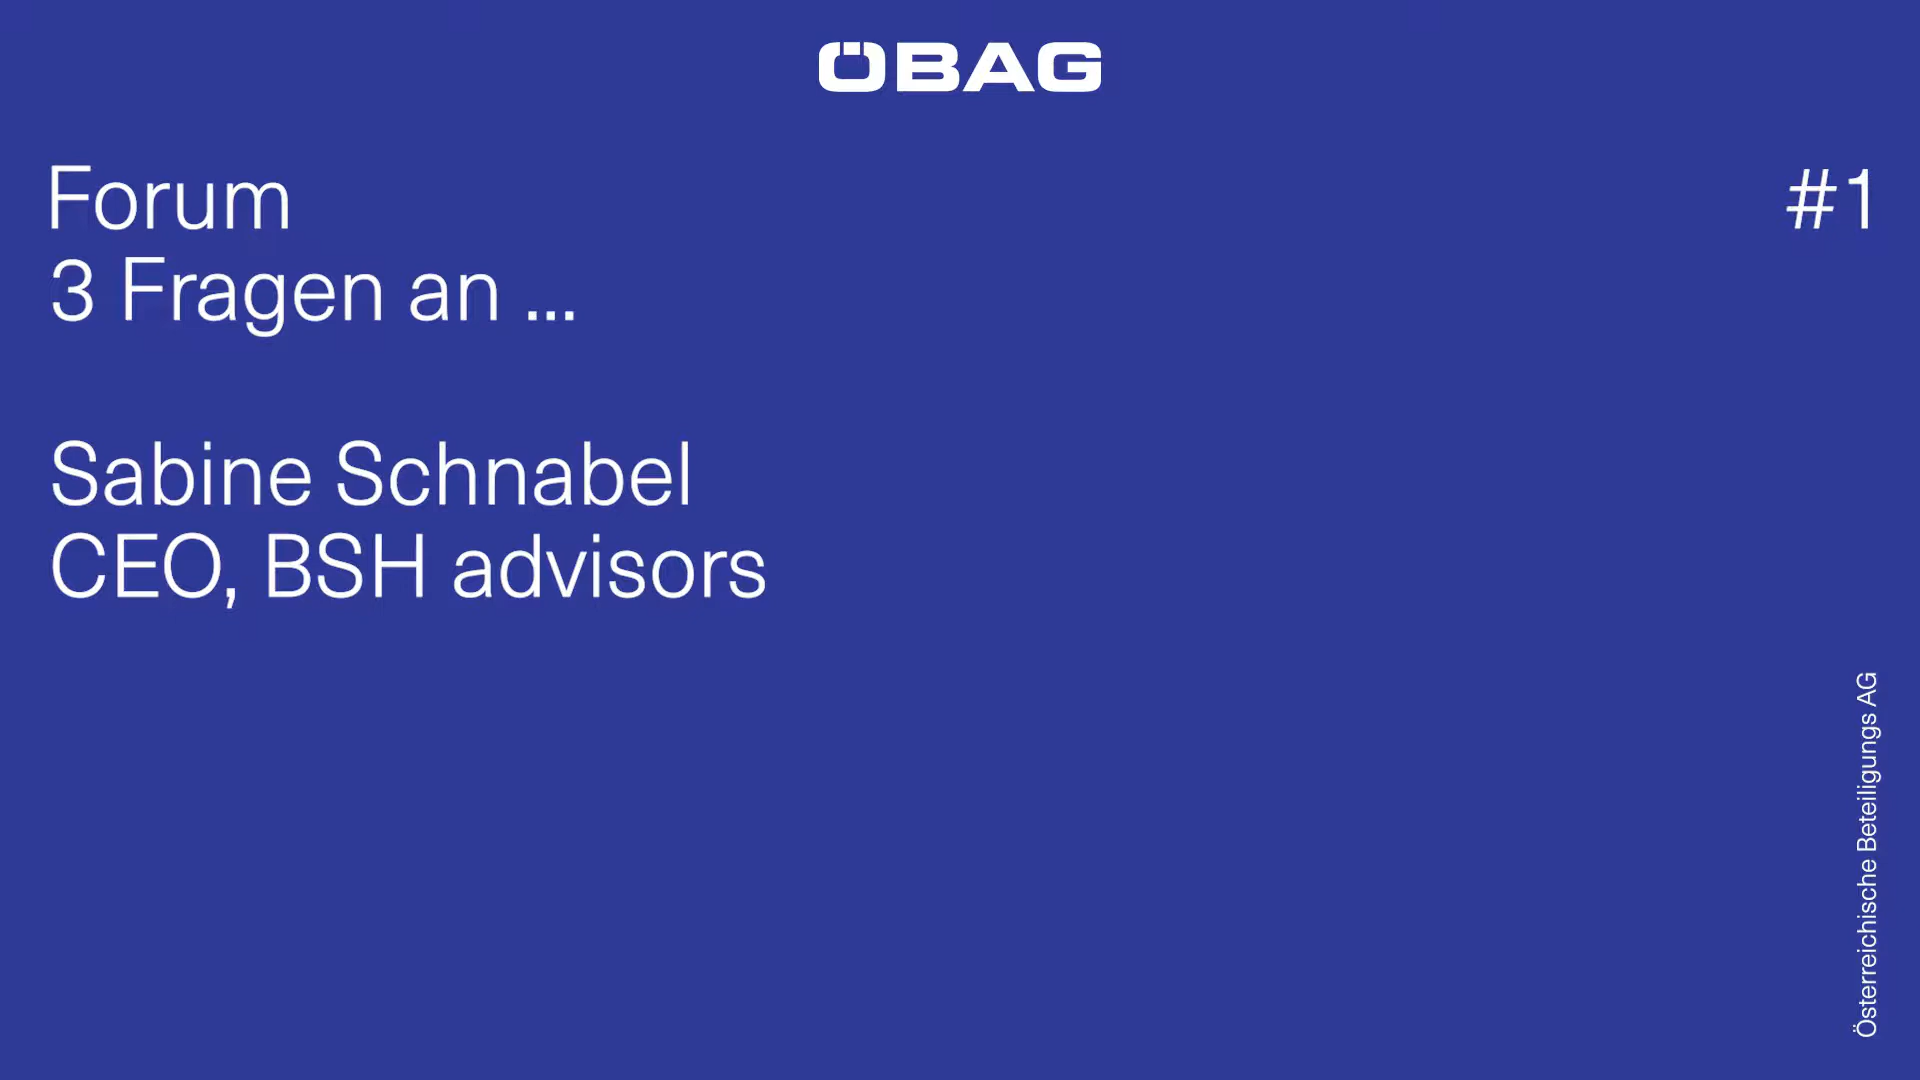 ÖBAG
Forum
#1
3 Fragen an ...
Sabine Schnabel
CEO, BSH advisors
Österreichische Beteiligungs AG